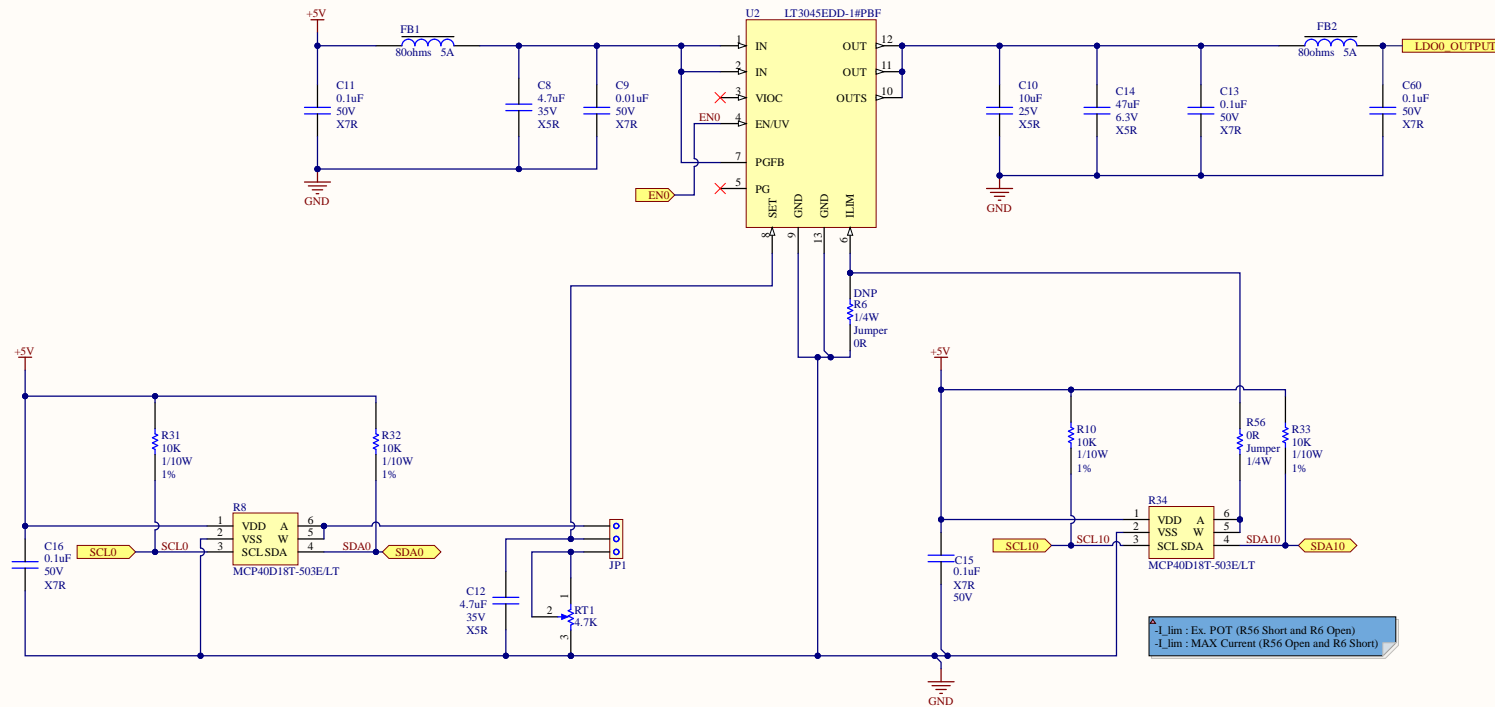 +5V
FB1
80ohms 5A
C11
0.1uF
50V
X7R
C8
4.7uF
35V
X5R
C9
0.01uF
50V
X7R
GND
U2
LT3045EDD-1#PBF
1 IN
2 IN
3 VIOC
EN0
4 EN/UV
7 PGFB
5 PG
EN0
OUT 12
OUT 11
OUTS 10
SET
GND
GND
ILIM
8
9
13
6
FB2
80ohms 5A
LDO0_OUTPUT
C10
10uF
25V
X5R
C14
47uF
6.3V
X5R
C13
0.1uF
50V
X7R
C60
0.1uF
50V
X7R
GND
DNP
R6
1/4W
Jumper
0R
+5V
R31
10K
1/10W
1%
R32
10K
1/10W
1%
R8
1 VDD A 6
2 VSS W 5
3 SCL SDA 4
MCP40D18T-503E/LT
SCL0
SCL0
SDA0
SDA0
C16
0.1uF
50V
X7R
JP1
C12
4.7uF
35V
X5R
1
2
3
RT1
4.7K
+5V
R10
10K
1/10W
1%
R56
0R
Jumper
1/4W
R33
10K
1/10W
1%
R34
1 VDD A 6
2 VSS W 5
3 SCL SDA 4
MCP40D18T-503E/LT
SCL10
SCL10
SDA10
SDA10
C15
0.1uF
X7R
50V
GND
-I_lim : Ex. POT (R56 Short and R6 Open)
-I_lim : MAX Current (R56 Open and R6 Short)